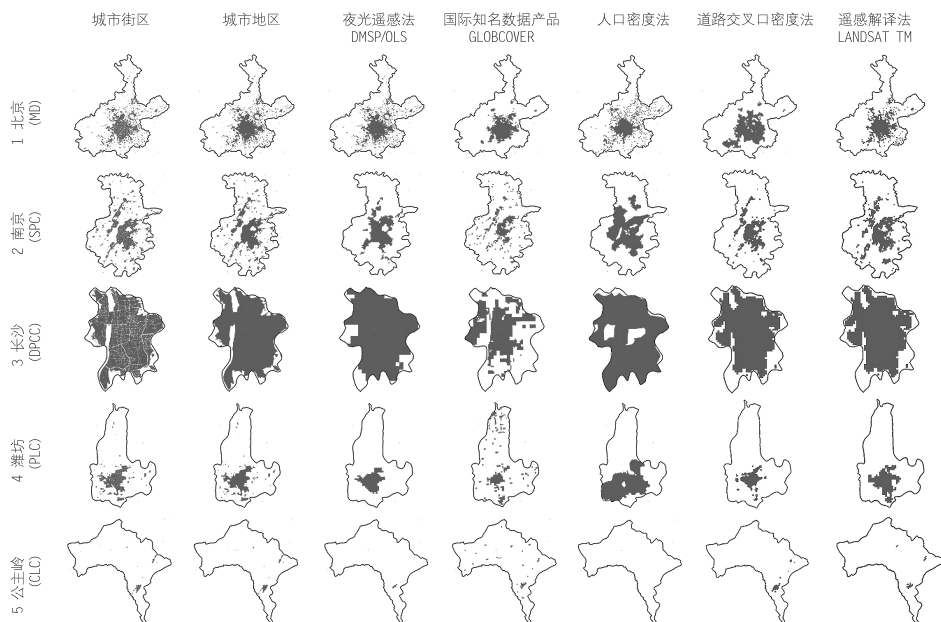 城市街区
城市地区
夜光遥感法
DMSP/OLS
国际知名数据产品
GLOBCOVER
人口密度法
道路交叉口密度法
遥感解译法
LANDSAT TM
1 北京
(MD)
2 南京
(SPC)
3 长沙
(DPCC)
4 潍坊
(PLC)
5 公主岭
(CLC)